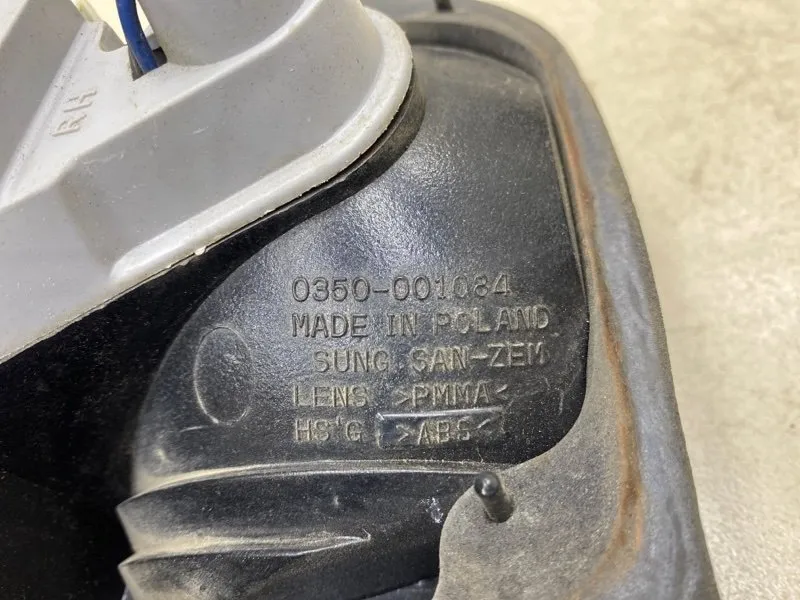 RH
0350-001084
MADE IN POLAND
SUNG SAN-ZEM
LENS >PMMA<
HS'G >ABS<